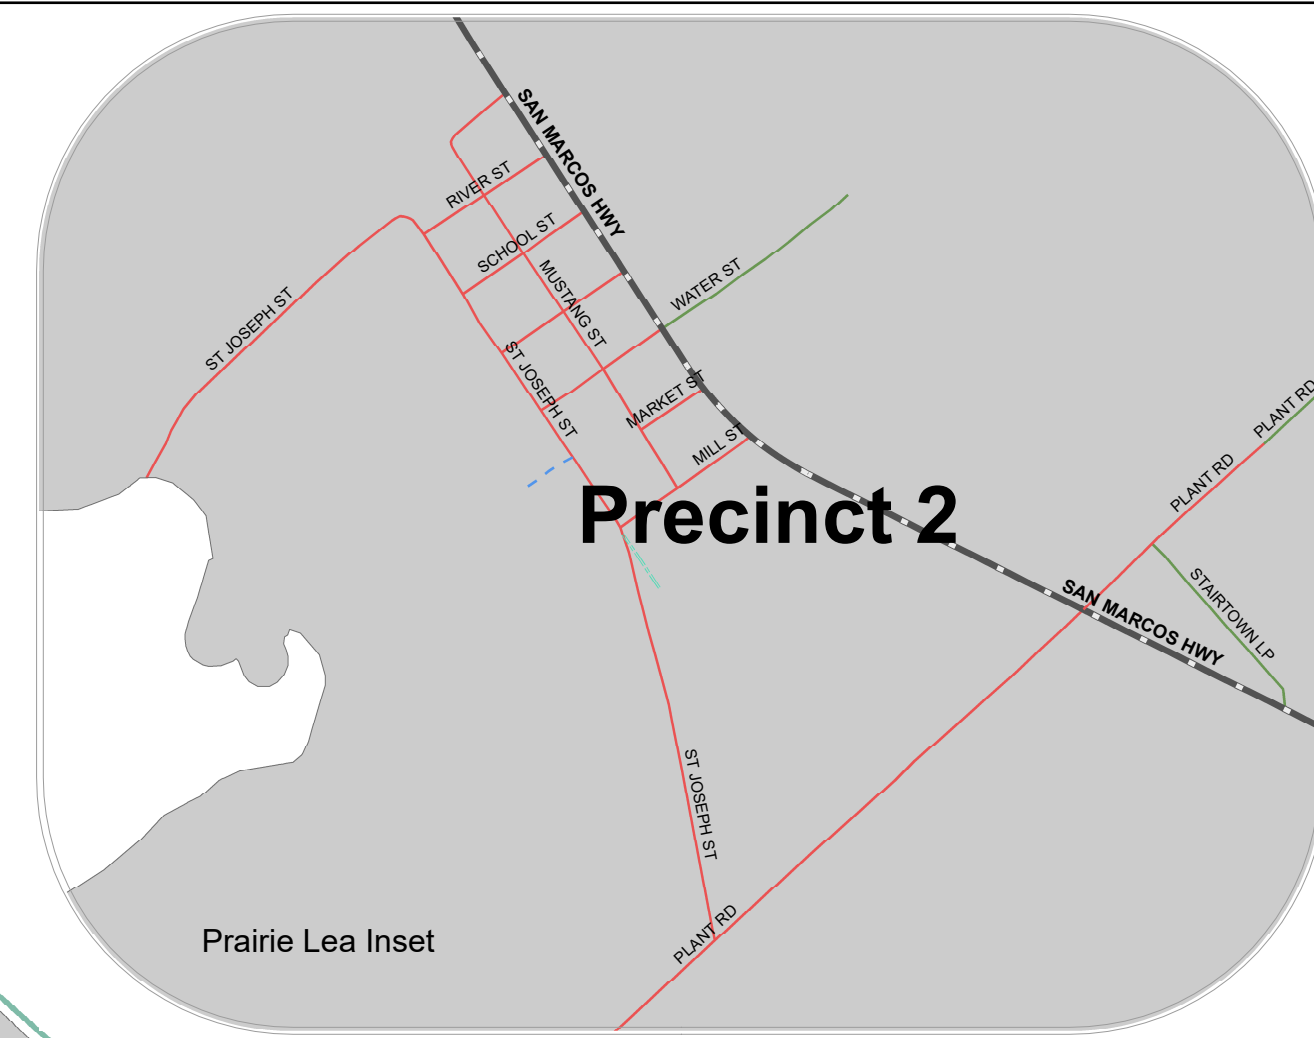 SAN MARCOS HWY
RIVER ST
SCHOOL ST
WATER ST
MUSTANG ST
ST JOSEPH ST
ST JOSEPH ST
MARKET ST
PLANT RD
MILL ST
PLANT RD
Precinct 2
SAN MARCOS HWY
STAIRTOWN LP
ST JOSEPH ST
PLANT RD
Prairie Lea Inset